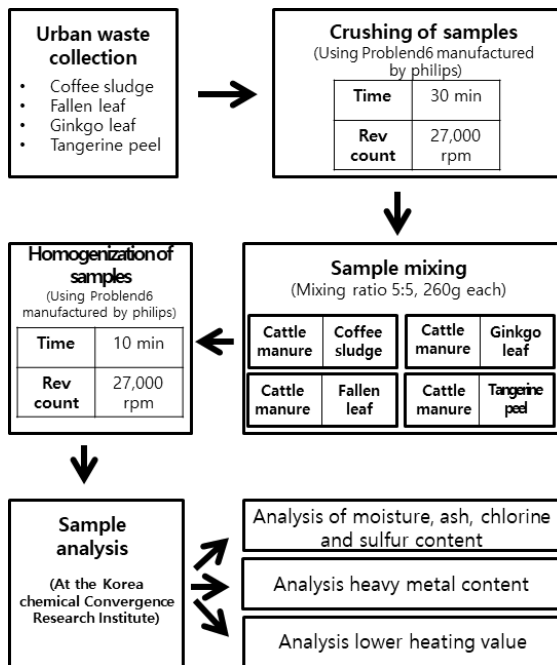 Urban waste
collection
• Coffee sludge
• Fallen leaf
• Ginkgo leaf
• Tangerine peel
Crushing of samples
(Using Problend6 manufactured
by philips)
Time 30 min
Rev
count
27,000
rpm
Sample mixing
(Mixing ratio 5:5, 260g each)
Cattle
manure
Coffee
sludge
Cattle
manure
Ginkgo
leaf
Cattle
manure
Fallen
leaf
Cattle
manure
Tangerine
peel
Homogenization of
samples
(Using Problend6
manufactured by philips)
Time 10 min
Rev
count
27,000
rpm
Sample
analysis
(At the Korea
chemical Convergence
Research Institute)
Analysis of moisture, ash, chlorine
and sulfur content
Analysis heavy metal content
Analysis lower heating value